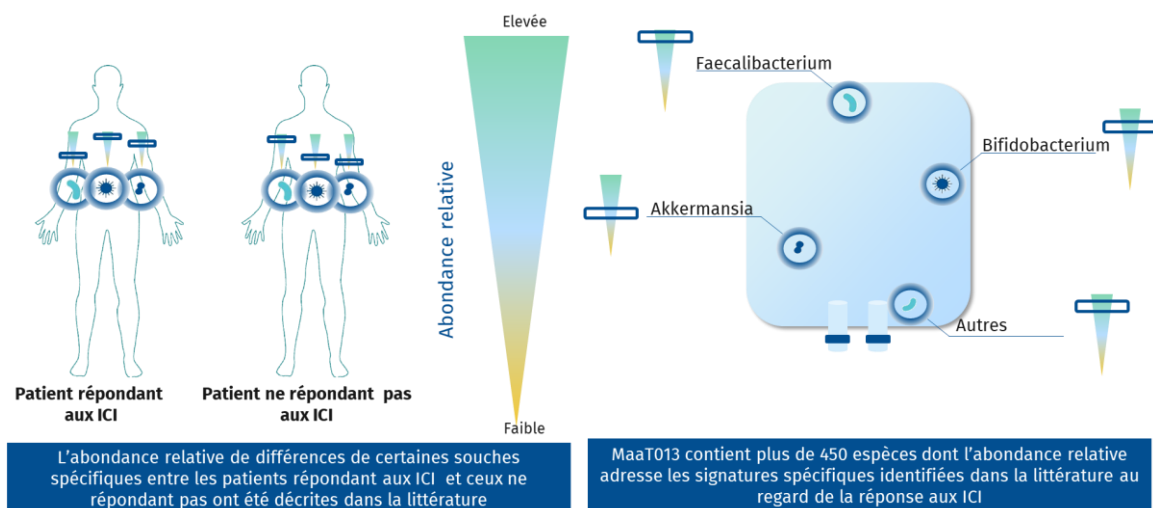 Elevée
Abondance relative
Faible
Patient répondant
aux ICI
Patient ne répondant pas
aux ICI
L'abondance relative de différences de certaines souches
spécifiques entre les patients répondant aux ICI et ceux ne
répondant pas ont été décrites dans la littérature
Faecalibacterium
Bifidobacterium
Akkermansia
Autres
MaaT013 contient plus de 450 espèces dont l'abondance relative
adresse les signatures spécifiques identifiées dans la littérature au
regard de la réponse aux ICI